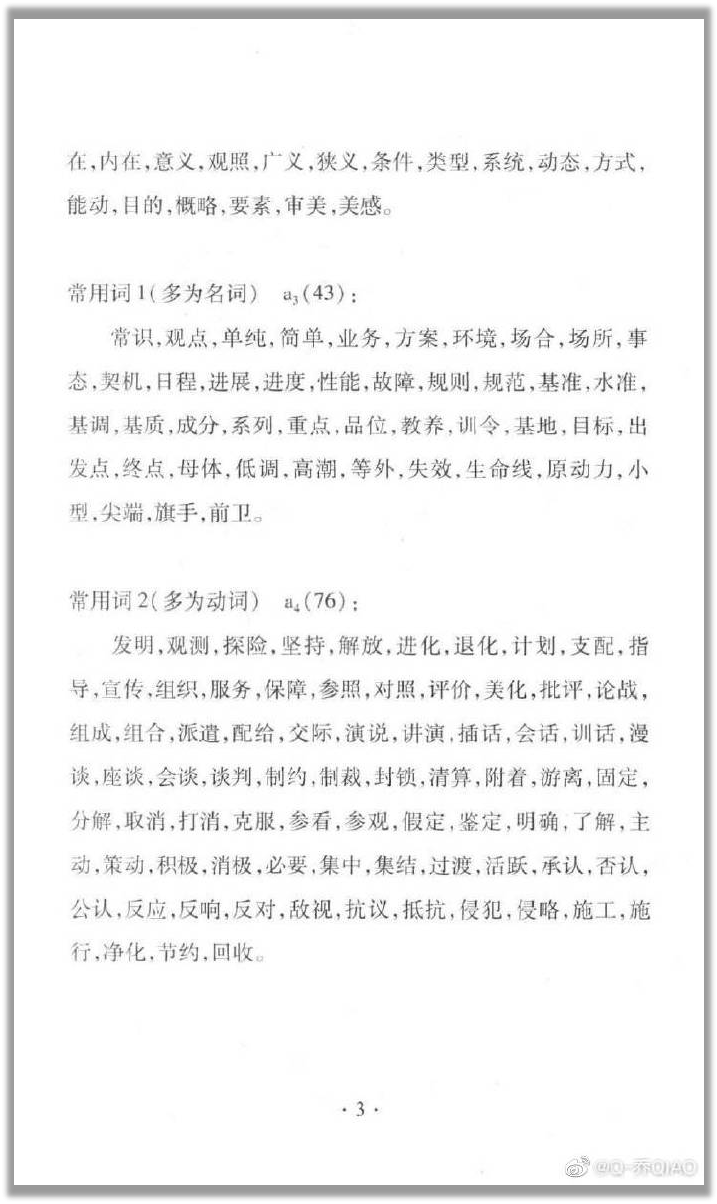 在,内在,意义,观照,广义,狭义,条件,类型,系统,动态,方式,
能动,目的,概略,要素,审美,美感。
常用词1(多为名词) a3(43):
常识,观点,单纯,简单,业务,方案,环境,场合,场所,事
态,契机,日程,进展,进度,性能,故障,规则,规范,基准,水准,
基调,基质,成分,系列,重点,品位,教养,训令,基地,目标,出
发点,终点,母体,低调,高潮,等外,失效,生命线,原动力,小
型,尖端,旗手,前卫。
常用词2(多为动词) a4(76):
发明,观测,探险,坚持,解放,进化,退化,计划,支配,指
导,宣传,组织,服务,保障,参照,对照,评价,美化,批评,论战,
组成,组合,派遣,配给,交际,演说,讲演,插话,会话,训话,漫
谈,座谈,会谈,谈判,制约,制裁,封锁,清算,附着,游离,固定,
分解,取消,打消,克服,参看,参观,假定,鉴定,明确,了解,主
动,策动,积极,消极,必要,集中,集结,过渡,活跃,承认,否认,
公认,反应,反响,反对,敌视,抗议,抵抗,侵犯,侵略,施工,施
行,净化,节约,回收。
·3·
@Q-乔QIAO